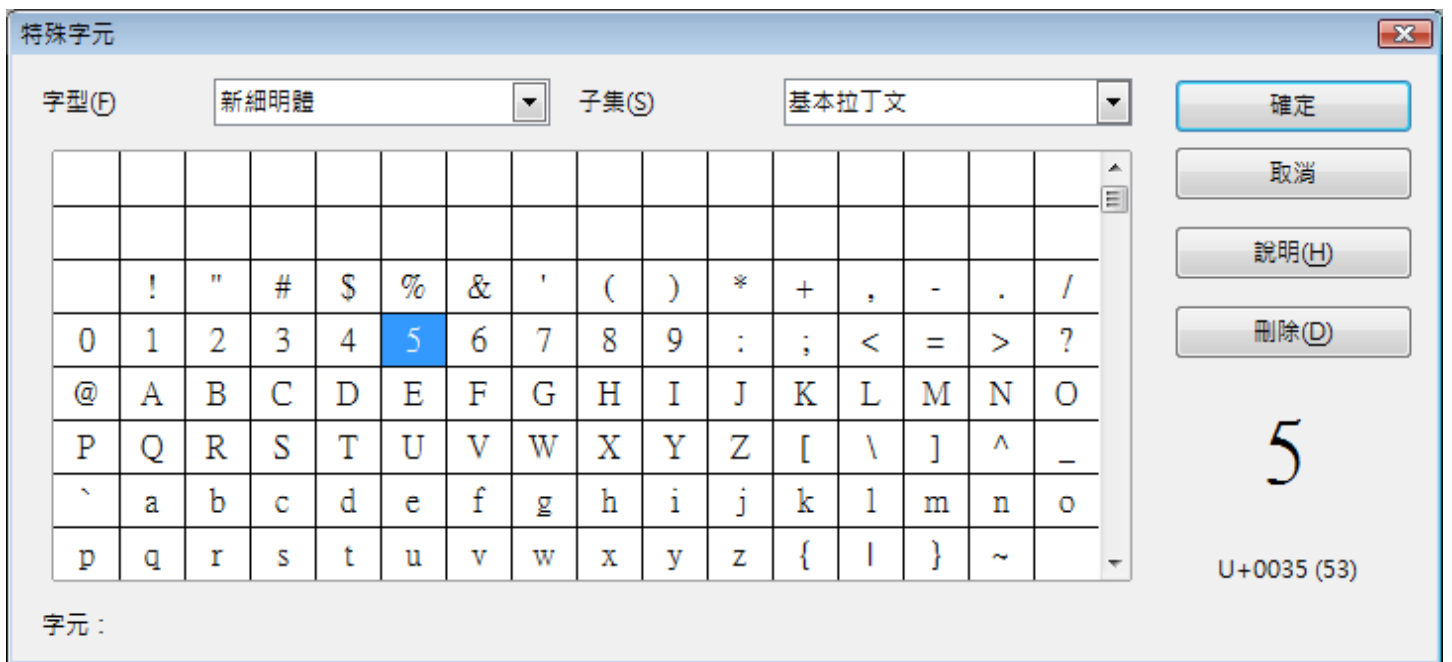 特殊字元
字型(F) 新細明體 子集(S) 基本拉丁文 確定
取消
說明(H)
! " # $ % & ' ( ) * + , - . /
0 1 2 3 4 5 6 7 8 9 : ; < = > ?
刪除(D)
@ A B C D E F G H I J K L M N O
P Q R S T U V W X Y Z [ \ ] ^ _
5
` a b c d e f g h i j k l m n o
p q r s t u v w x y z { | } ~
U+0035 (53)
字元：